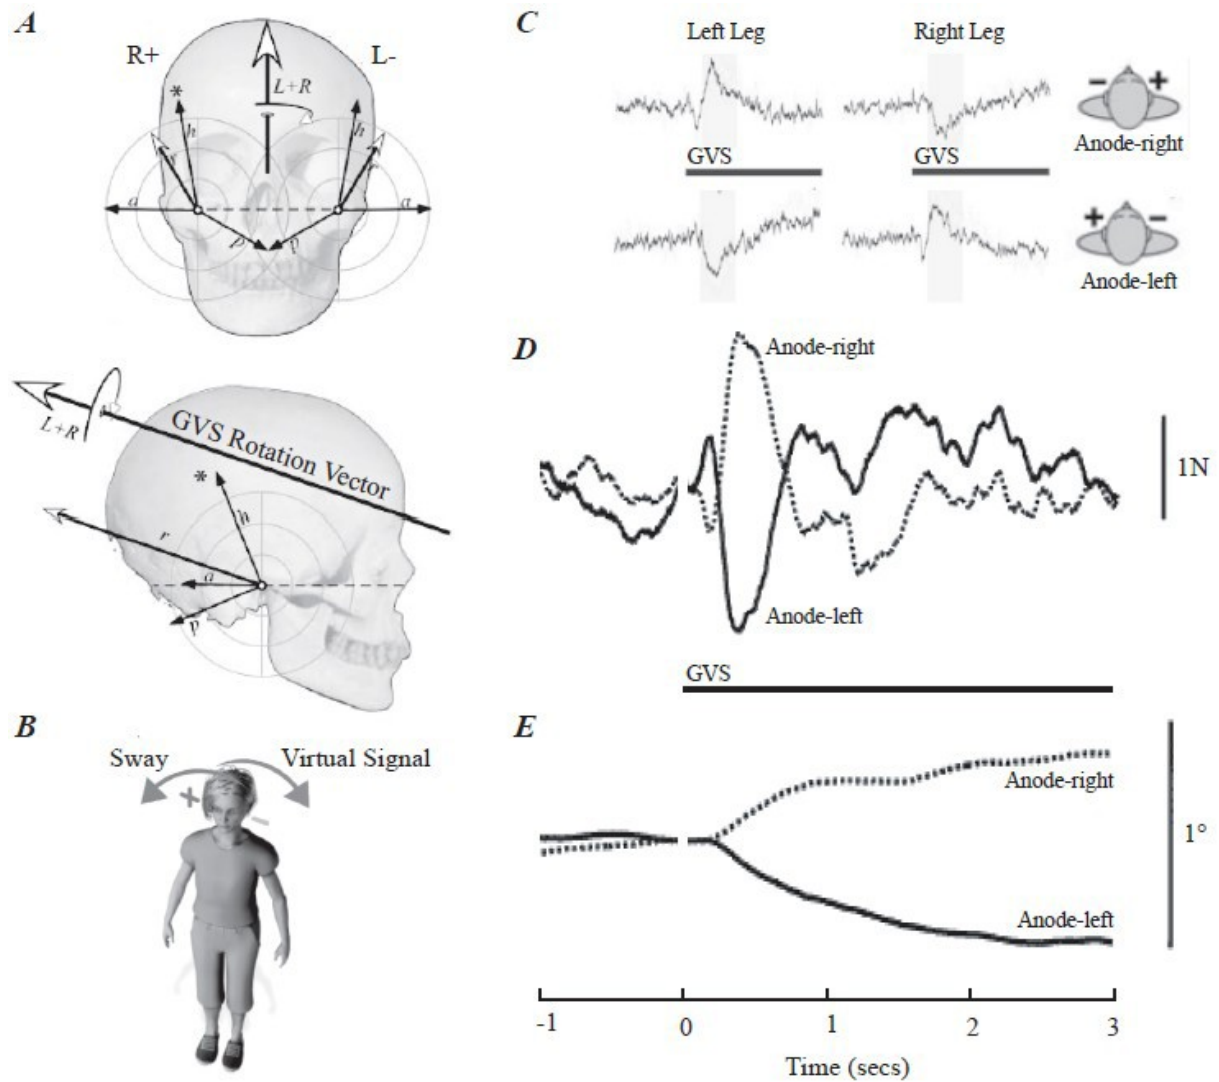 A
R+
L-
L+R
*
h
h
r
r
a
a
p
p
L+R
GVS Rotation Vector
*
h
r
a
p
B
Sway
Virtual Signal
+
−
C
Left Leg
Right Leg
− +
Anode-right
GVS
GVS
+ −
Anode-left
D
Anode-right
1N
Anode-left
GVS
E
Anode-right
1°
Anode-left
-1 0 1 2 3
Time (secs)